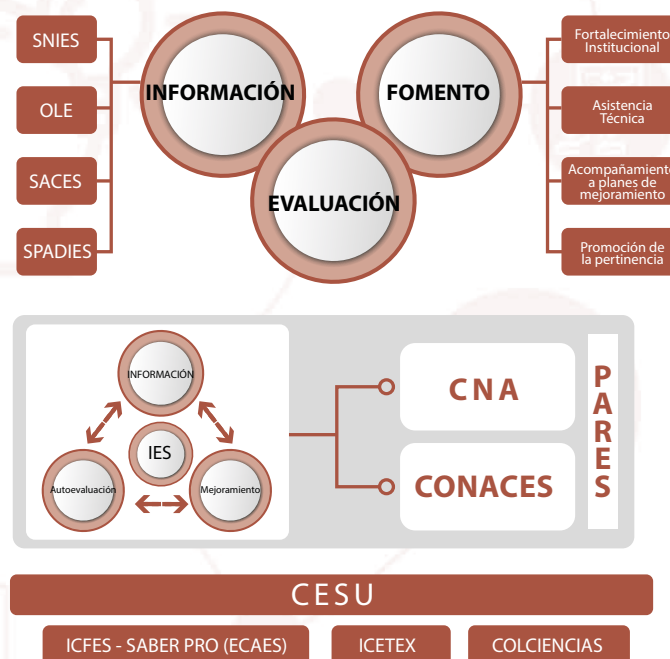 SNIES
OLE
SACES
SPADIES
INFORMACIÓN
FOMENTO
EVALUACIÓN
Fortalecimiento
Institucional
Asistencia
Técnica
Acompañamiento
a planes de
mejoramiento
Promoción de
la pertinencia
INFORMACIÓN
IES
Autoevaluación
Mejoramiento
CNA
CONACES
PARES
CESU
ICFES - SABER PRO (ECAES)
ICETEX
COLCIENCIAS